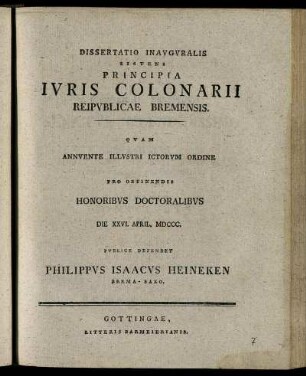 DISSERTATIO INAVGVRALIS
SISTENS
PRINCIPIA
IVRIS COLONARII
REIPVBLICAE BREMENSIS.
QVAM
ANNVENTE ILLVSTRI ICTORVM ORDINE
PRO OBTINENDIS
HONORIBVS DOCTORALIBVS
DIE XXVI. APRIL. MDCCC.
PVBLICE DEFENDET
PHILIPPVS ISAACVS HEINEKEN
BREMA-SAXO.
GOTTINGAE,
LITTERIS BARMEIERIANIS.
7